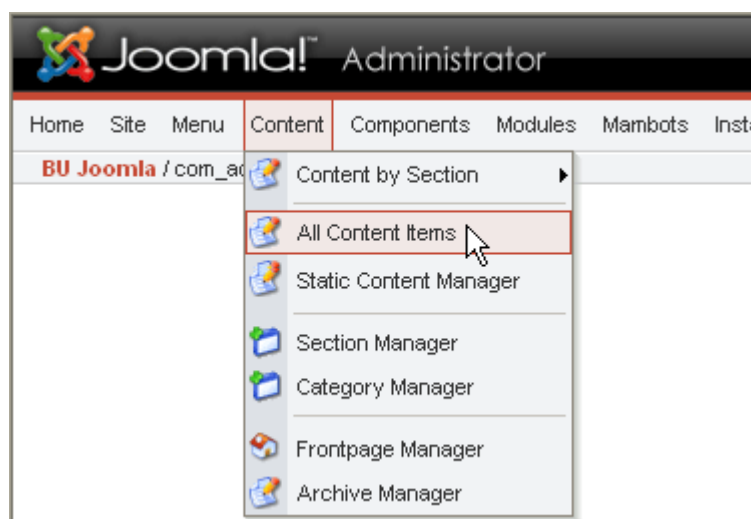 Joomla!™ Administrator
Home Site Menu Content Components Modules Mambots
BU Joomla / com_
Content by Section
All Content Items
Static Content Manager
Section Manager
Category Manager
Frontpage Manager
Archive Manager